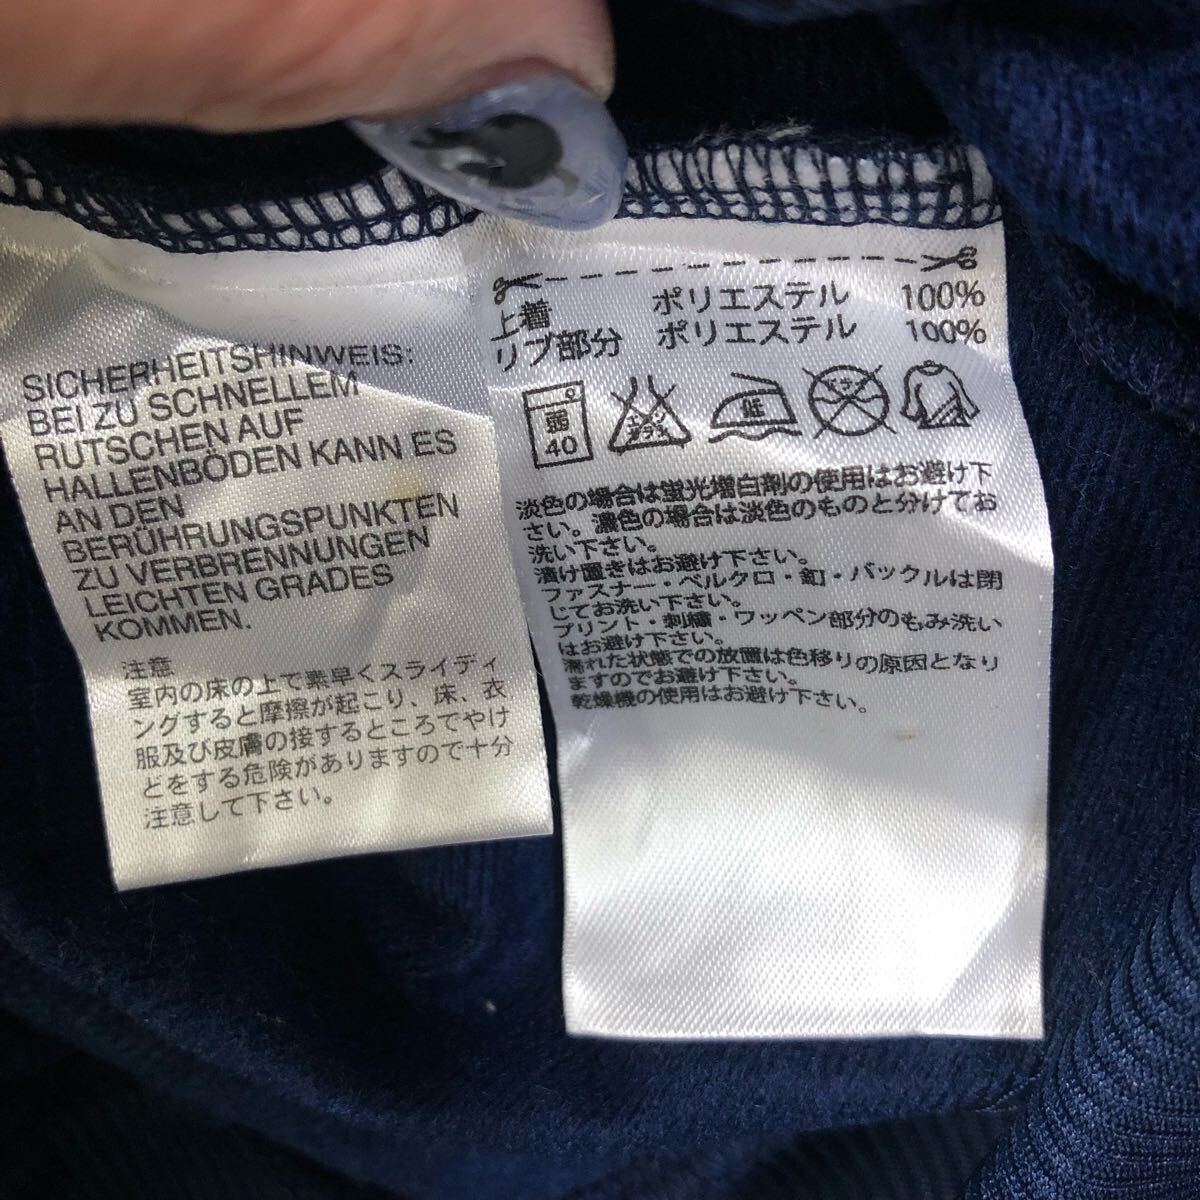 SICHERHEITSHINWEIS:
BEI ZU SCHNELLEM
RUTSCHEN AUF
HALLENBÖDEN KANN ES
AN DEN
BERÜHRUNGSPUNKTEN
ZU VERBRENNUNGEN
LEICHTEN GRADES
KOMMEN.
注意
室内の床の上で素早くスライディ
ングすると摩擦が起こり、床、衣
服及び皮膚の接するところでやけ
どをする危険がありますので十分
注意して下さい。
上着 ポリエステル 100%
リブ部分 ポリエステル 100%
弱
40
エンソ
サラシ
低
ドライ
淡色の場合は蛍光増白剤の使用はお避け下
さい。濃色の場合は淡色のものと分けてお
洗い下さい。
漬け置きはお避け下さい。
ファスナー・ベルクロ・釦・バックルは閉
じてお洗い下さい。
プリント・刺繍・ワッペン部分のもみ洗い
はお避け下さい。
濡れた状態での放置は色移りの原因となり
ますのでお避け下さい。
乾燥機の使用はお避け下さい。